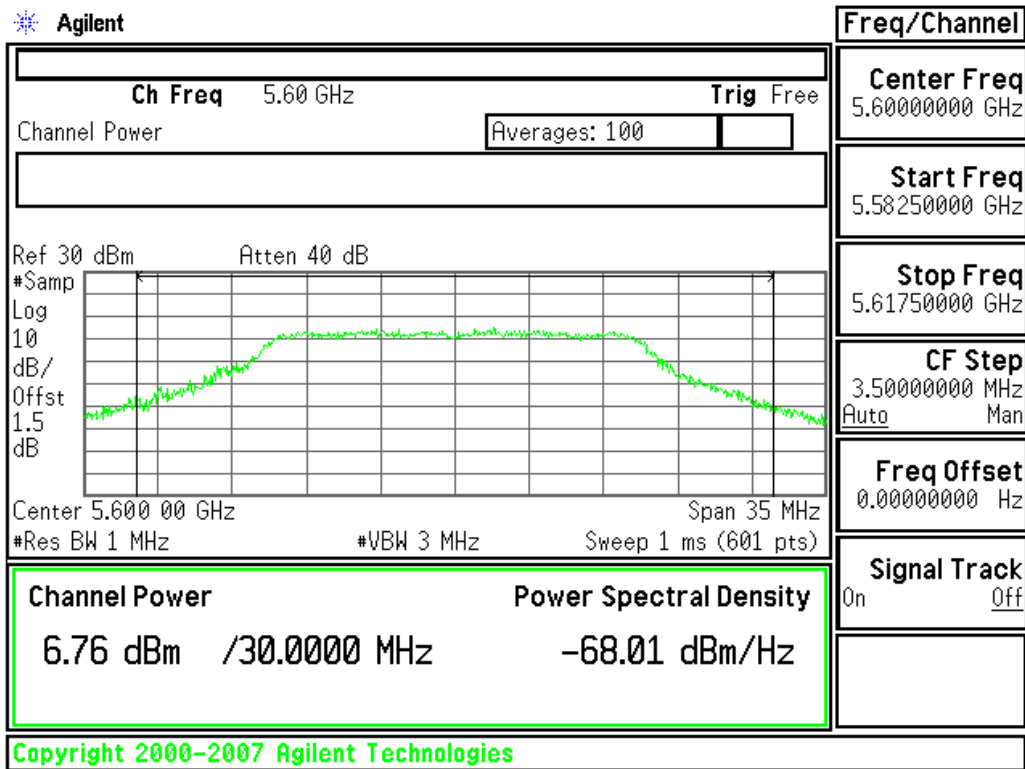 Agilent
Freq/Channel
Ch Freq 5.60 GHz Trig Free
Channel Power Averages: 100
Ref 30 dBm Atten 40 dB
#Samp
Log
10
dB/
Offst
1.5
dB
Center 5.600 00 GHz Span 35 MHz
#Res BW 1 MHz #VBW 3 MHz Sweep 1 ms (601 pts)
Channel Power Power Spectral Density
6.76 dBm /30.0000 MHz -68.01 dBm/Hz
Center Freq
5.60000000 GHz
Start Freq
5.58250000 GHz
Stop Freq
5.61750000 GHz
CF Step
3.50000000 MHz
Auto Man
Freq Offset
0.00000000 Hz
Signal Track
On Off
Copyright 2000-2007 Agilent Technologies